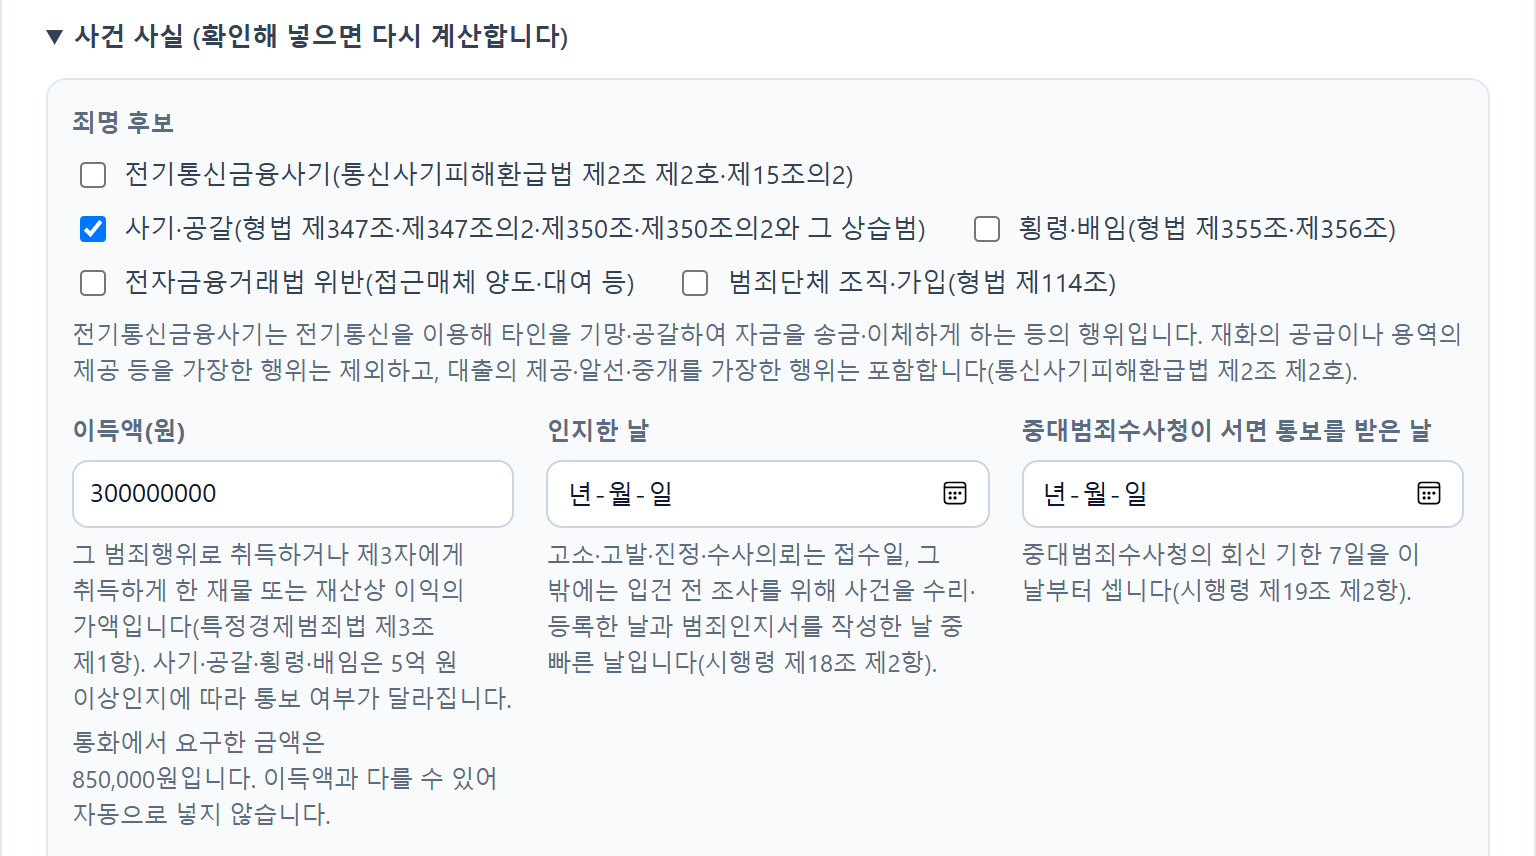 ▼ 사건 사실 (확인해 넣으면 다시 계산합니다)
죄명 후보
전기통신금융사기(통신사기피해환급법 제2조 제2호·제15조의2)
사기·공갈(형법 제347조·제347조의2·제350조·제350조의2와 그 상습범) 횡령·배임(형법 제355조·제356조)
전자금융거래법 위반(접근매체 양도·대여 등) 범죄단체 조직·가입(형법 제114조)
전기통신금융사기는 전기통신을 이용해 타인을 기망·공갈하여 자금을 송금·이체하게 하는 등의 행위입니다. 재화의 공급이나 용역의
제공 등을 가장한 행위는 제외하고, 대출의 제공·알선·중개를 가장한 행위는 포함합니다(통신사기피해환급법 제2조 제2호).
이득액(원)
300000000
그 범죄행위로 취득하거나 제3자에게
취득하게 한 재물 또는 재산상 이익의
가액입니다(특정경제범죄법 제3조
제1항). 사기·공갈·횡령·배임은 5억 원
이상인지에 따라 통보 여부가 달라집니다.
통화에서 요구한 금액은
850,000원입니다. 이득액과 다를 수 있어
자동으로 넣지 않습니다.
인지한 날
년-월-일
고소·고발·진정·수사의뢰는 접수일, 그
밖에는 입건 전 조사를 위해 사건을 수리·
등록한 날과 범죄인지서를 작성한 날 중
빠른 날입니다(시행령 제18조 제2항).
중대범죄수사청이 서면 통보를 받은 날
년-월-일
중대범죄수사청의 회신 기한 7일을 이
날부터 셉니다(시행령 제19조 제2항).